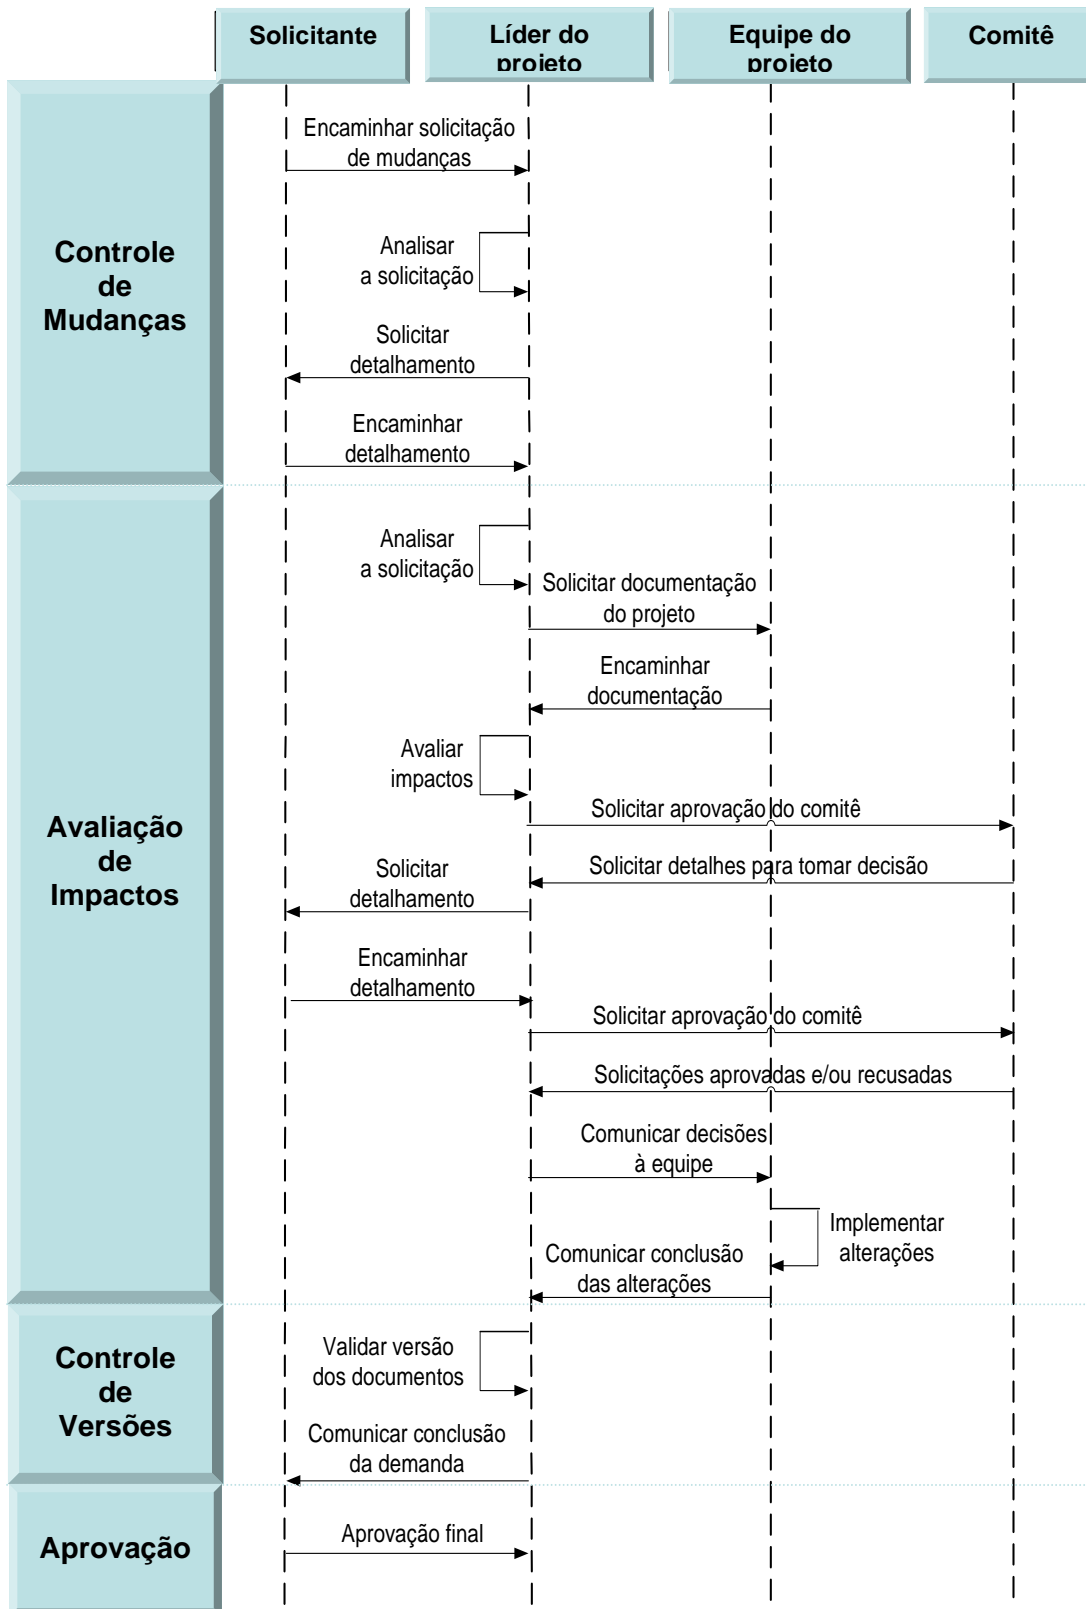 Solicitante
Líder do
projeto
Equipe do
projeto
Comitê
Controle
de
Mudanças
Encaminhar solicitação
de mudanças
Analisar
a solicitação
Solicitar
detalhamento
Encaminhar
detalhamento
Avaliação
de
Impactos
Analisar
a solicitação
Solicitar documentação
do projeto
Encaminhar
documentação
Avaliar
impactos
Solicitar aprovação do comitê
Solicitar detalhes para tomar decisão
Solicitar
detalhamento
Encaminhar
detalhamento
Solicitar aprovação do comitê
Solicitações aprovadas e/ou recusadas
Comunicar decisões
à equipe
Implementar
alterações
Comunicar conclusão
das alterações
Controle
de
Versões
Validar versão
dos documentos
Comunicar conclusão
da demanda
Aprovação
Aprovação final